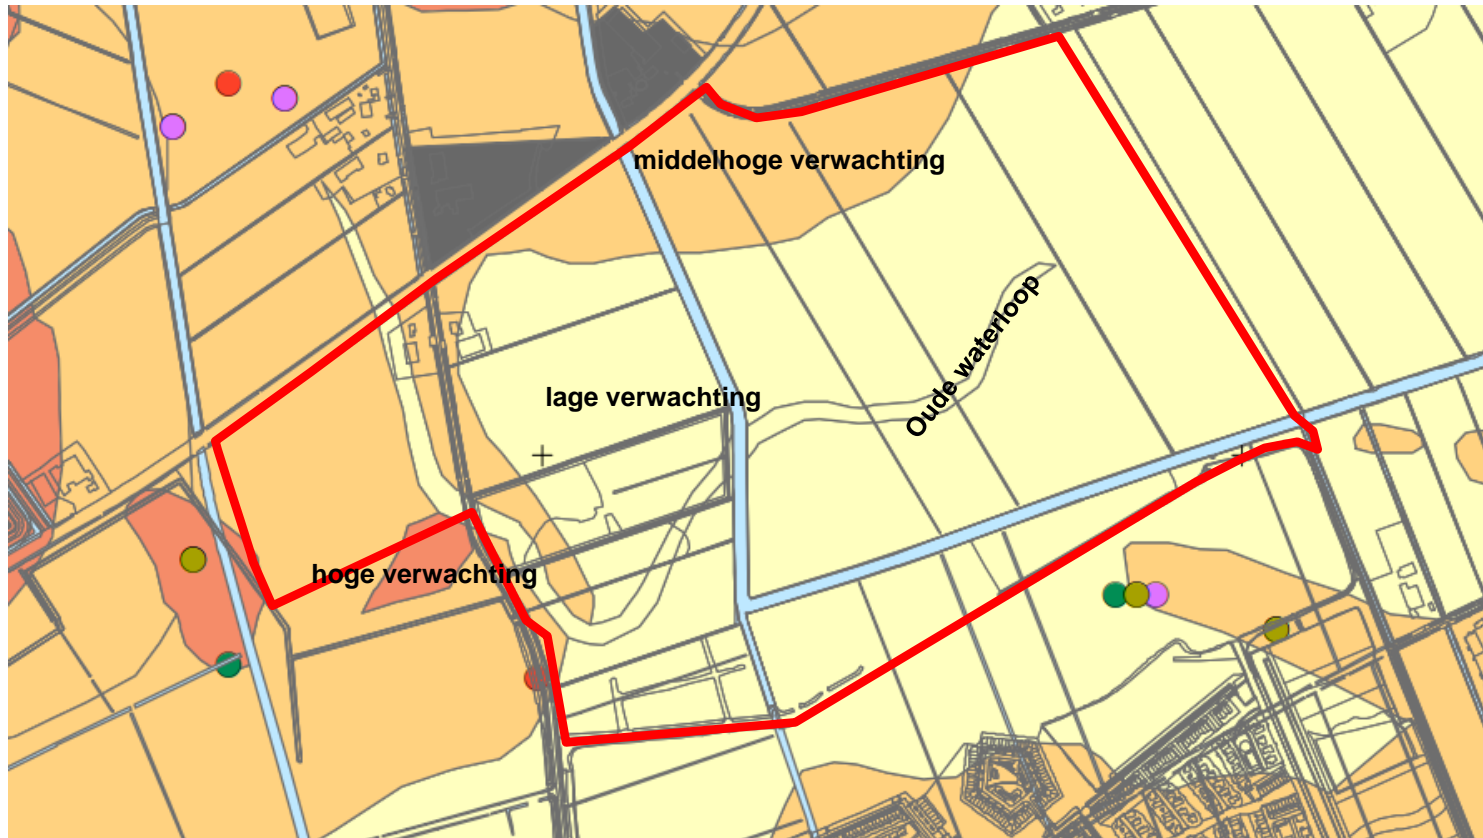 middelhoge verwachting
Oude waterloop
lage verwachting
hoge verwachting